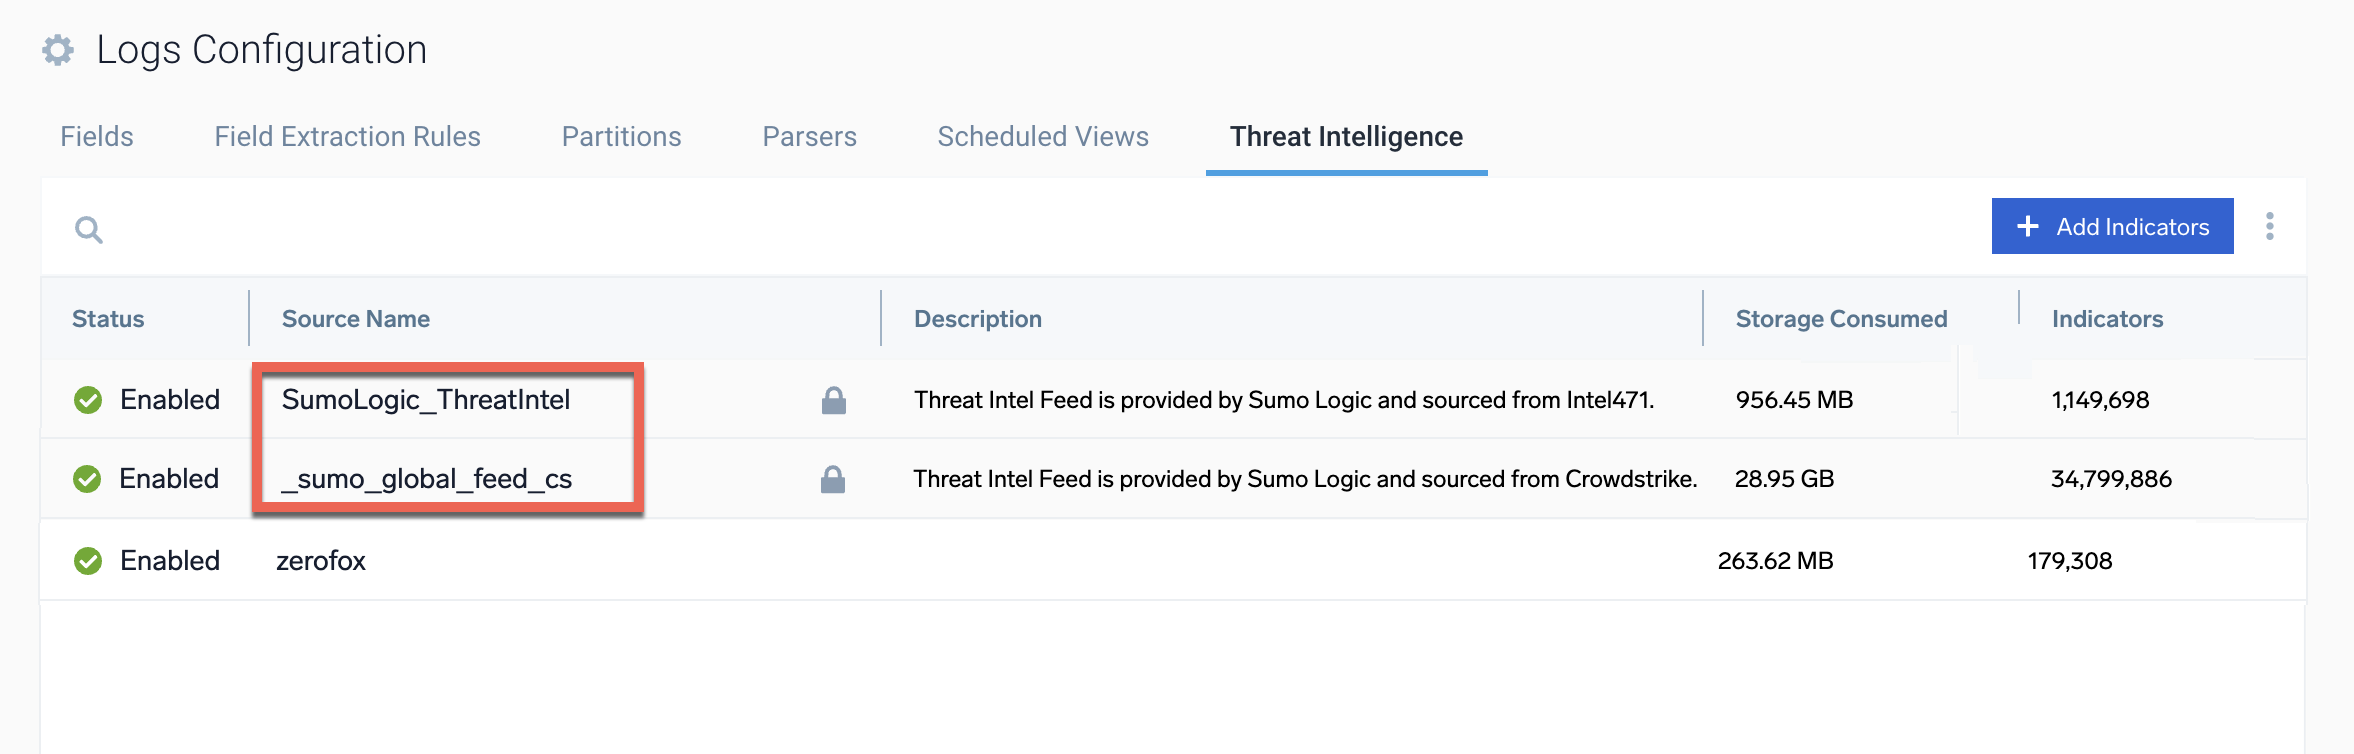 Logs Configuration
Fields Field Extraction Rules Partitions Parsers Scheduled Views Threat Intelligence
Add Indicators
Status Source Name Description Storage Consumed Indicators
Enabled SumoLogic_ThreatIntel Threat Intel Feed is provided by Sumo Logic and sourced from Intel471. 956.45 MB 1,149,698
Enabled _sumo_global_feed_cs Threat Intel Feed is provided by Sumo Logic and sourced from Crowdstrike. 28.95 GB 34,799,886
Enabled zerofox 263.62 MB 179,308